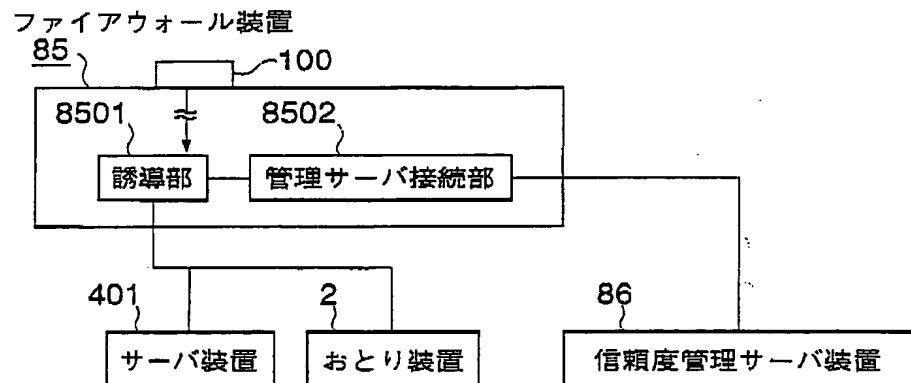 ファイアウォール装置
85
100
8501
8502
誘導部
管理サーバ接続部
401
2
86
サーバ装置
おとり装置
信頼度管理サーバ装置